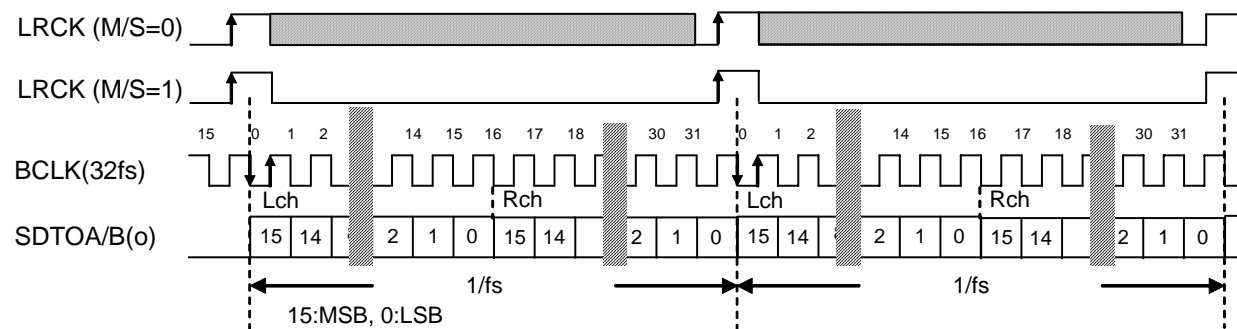 LRCK (M/S=0)
LRCK (M/S=1)
15 0 1 2 14 15 16 17 18 30 31 0 1 2 14 15 16 17 18 30 31
BCLK(32fs)
Lch Rch Lch Rch
SDTOA/B(o)
15 14 2 1 0 15 14 2 1 0 15 14 2 1 0 15 14 2 1 0
1/fs 1/fs
15:MSB, 0:LSB